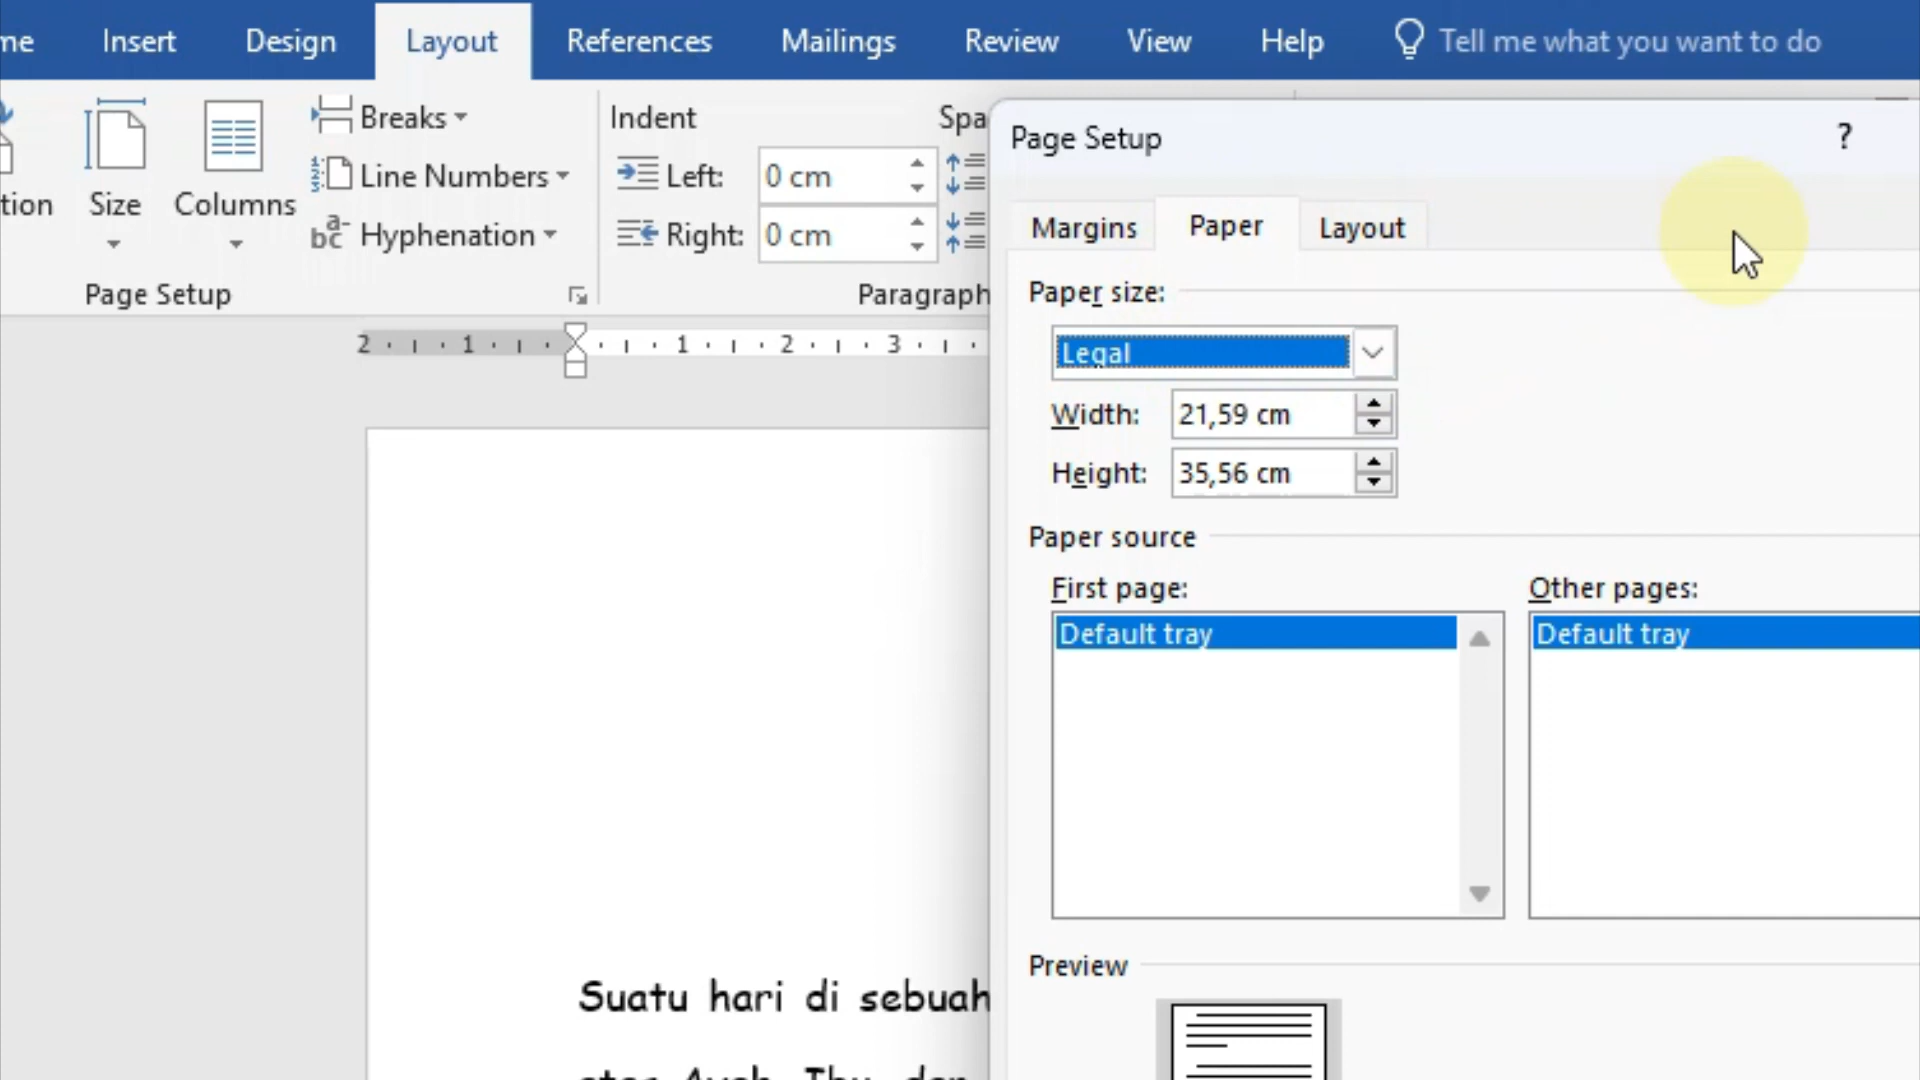 Insert Design Layout References Mailings Review View Help Tell me what you want to do
Size Columns Breaks Indent
Line Numbers Left: 0 cm
Hyphenation Right: 0 cm
Page Setup Paragraph
2 1 1 2 3
Page Setup ?
Margins Paper Layout
Paper size:
Legal
Width: 21,59 cm
Height: 35,56 cm
Paper source
First page: Other pages:
Default tray Default tray
Preview
Suatu hari di sebuah